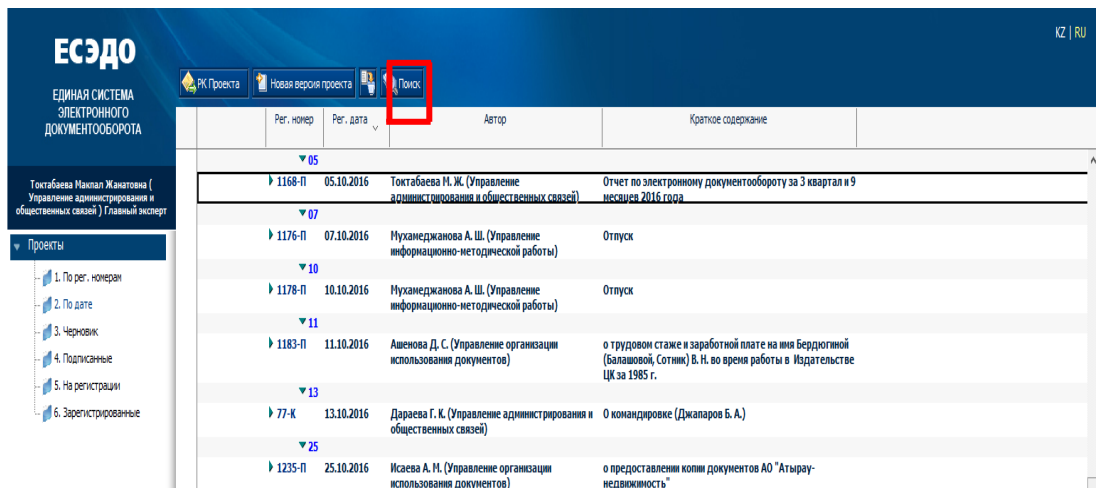 KZ | RU
ЕСЭДО
ЕДИНАЯ СИСТЕМА
ЭЛЕКТРОННОГО
ДОКУМЕНТООБОРОТА
РК Проекта Новая версия проекта Поиск
Рег. номер Рег. дата Автор Краткое содержание
Токтабаева Макпал Жанатовна (
Управление администрирования и
общественных связей ) Главный эксперт
Проекты
1. По рег. номерам
2. По дате
3. Черновик
4. Подписанные
5. На регистрации
6. Зарегистрированные
05
1168-П 05.10.2016 Токтабаева М. Ж. (Управление Отчет по электронному документообороту за 3 квартал и 9
администрирования и общественных связей) месяцев 2016 года
07
1176-П 07.10.2016 Мухамеджанова А. Ш. (Управление Отпуск
информационно-методической работы)
10
1178-П 10.10.2016 Мухамеджанова А. Ш. (Управление Отпуск
информационно-методической работы)
11
1183-П 11.10.2016 Ашенова Д. С. (Управление организации о трудовом стаже и заработной плате на имя Бердюгиной
использования документов) (Балашовой, Сотник) В. Н. во время работы в Издательстве
ЦК за 1985 г.
13
77-К 13.10.2016 Дараева Г. К. (Управление администрирования и О командировке (Джапаров Б. А.)
общественных связей)
25
1235-П 25.10.2016 Исаева А. М. (Управление организации о предоставлении копии документов АО "Атырау-
использования документов) недвижимость"